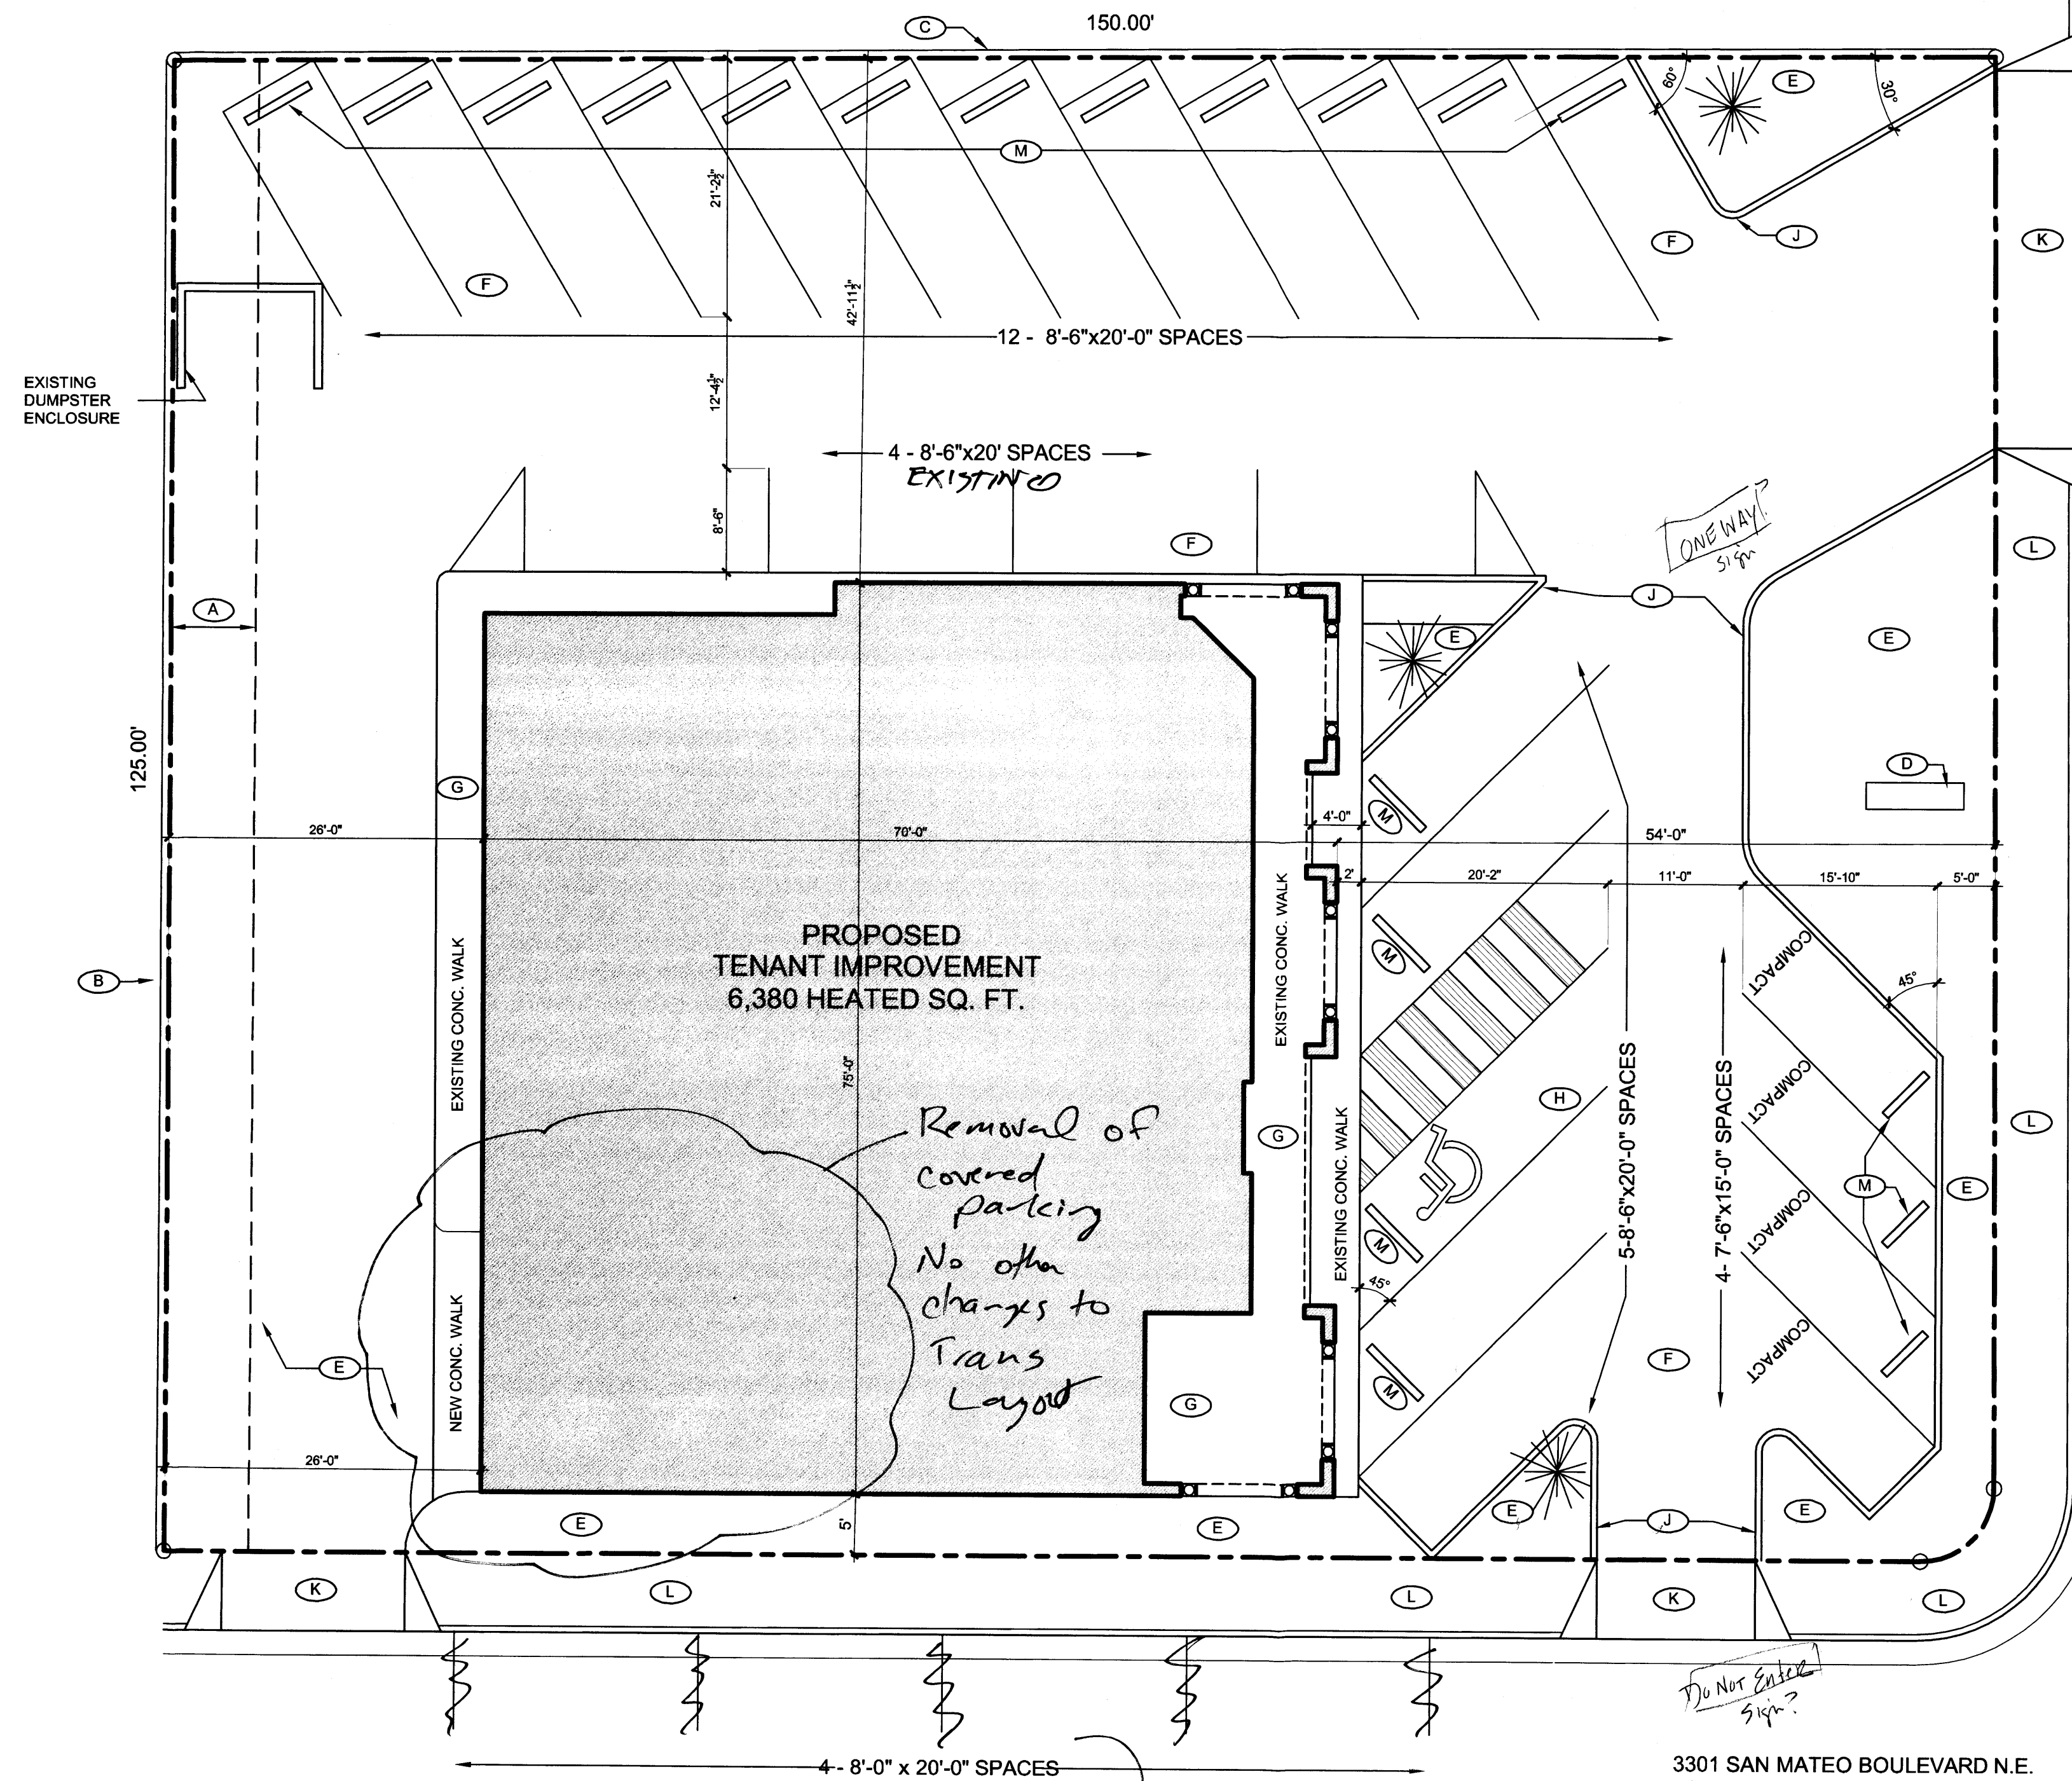 C
150.00'
60°
E
30°
M
21'-2½"
F
F
J
K
42'-11½"
12 - 8'-6"x20'-0" SPACES
EXISTING
DUMPSTER
ENCLOSURE
12'-4½"
4 - 8'-6"x20' SPACES
EXISTING
8'-6"
F
ONE WAY?
sign
L
A
J
E
E
125.00'
G
D
M
4'-0"
26'-0"
70'-0"
54'-0"
2'
20'-2"
11'-0"
15'-10"
5'-0"
EXISTING CONC. WALK
EXISTING CONC. WALK
PROPOSED
TENANT IMPROVEMENT
6,380 HEATED SQ. FT.
M
COMPACT
45°
B
75'-0"
5-8'-6"x20'-0" SPACES
4- 7'-6"x15'-0" SPACES
COMPACT
H
Removal of
covered
parking
No other
changes to
Trans
Layout
G
EXISTING CONC. WALK
L
M
E
COMPACT
M
45°
NEW CONC. WALK
E
F
COMPACT
M
G
26'-0"
5'
E
E
E
J
E
K
L
L
K
L
DO NOT Enter
Sign?
4 - 8'-0" x 20'-0" SPACES
3301 SAN MATEO BOULEVARD N.E.